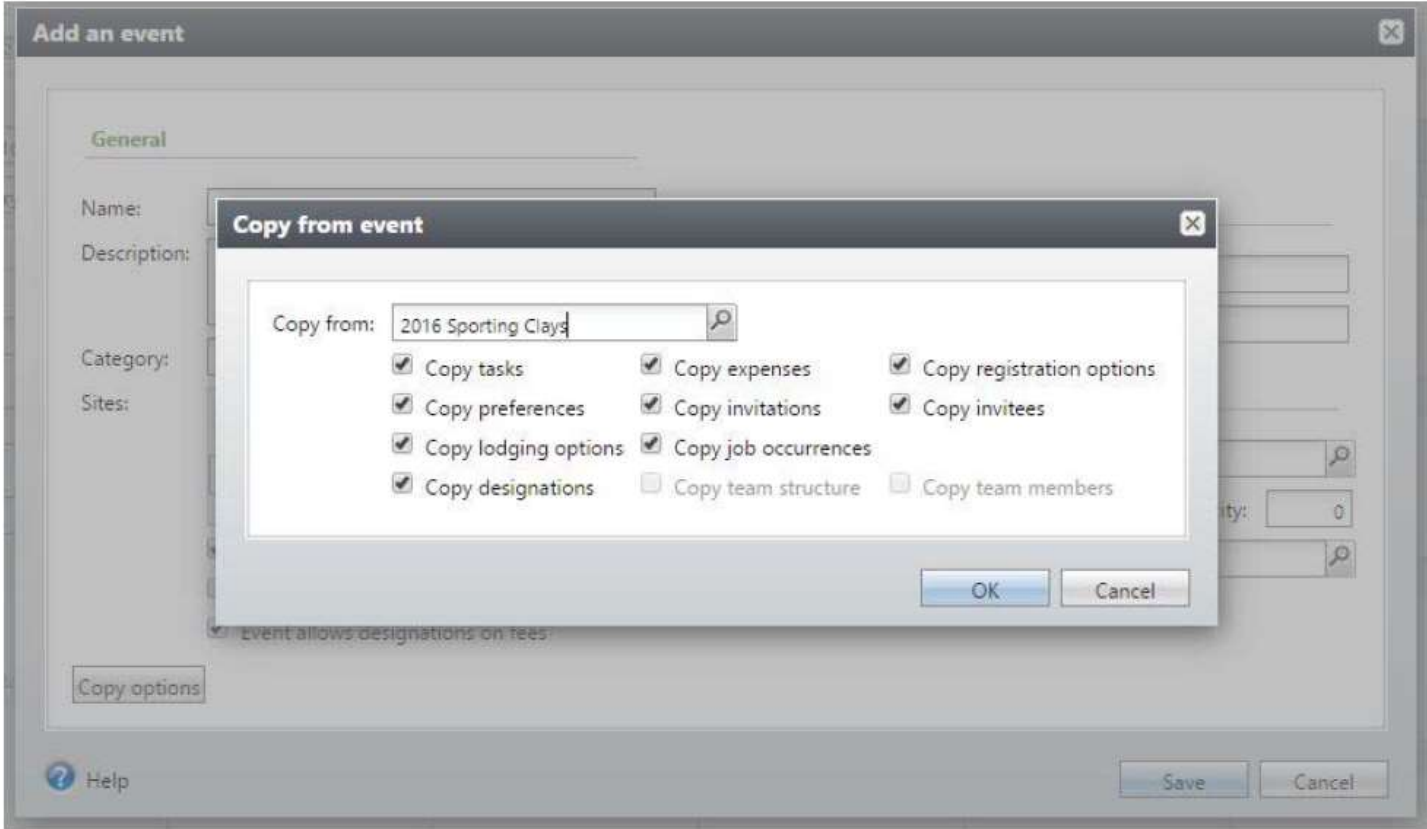 Add an event
General
Name:
Copy from event
Description:
Copy from: 2016 Sporting Clays
Category:
Copy tasks Copy expenses Copy registration options
Sites:
Copy preferences Copy invitations Copy invitees
Copy lodging options Copy job occurrences
Copy designations Copy team structure Copy team members
ity: 0
OK Cancel
Event allows designations on fees
Copy options
Help
Save Cancel